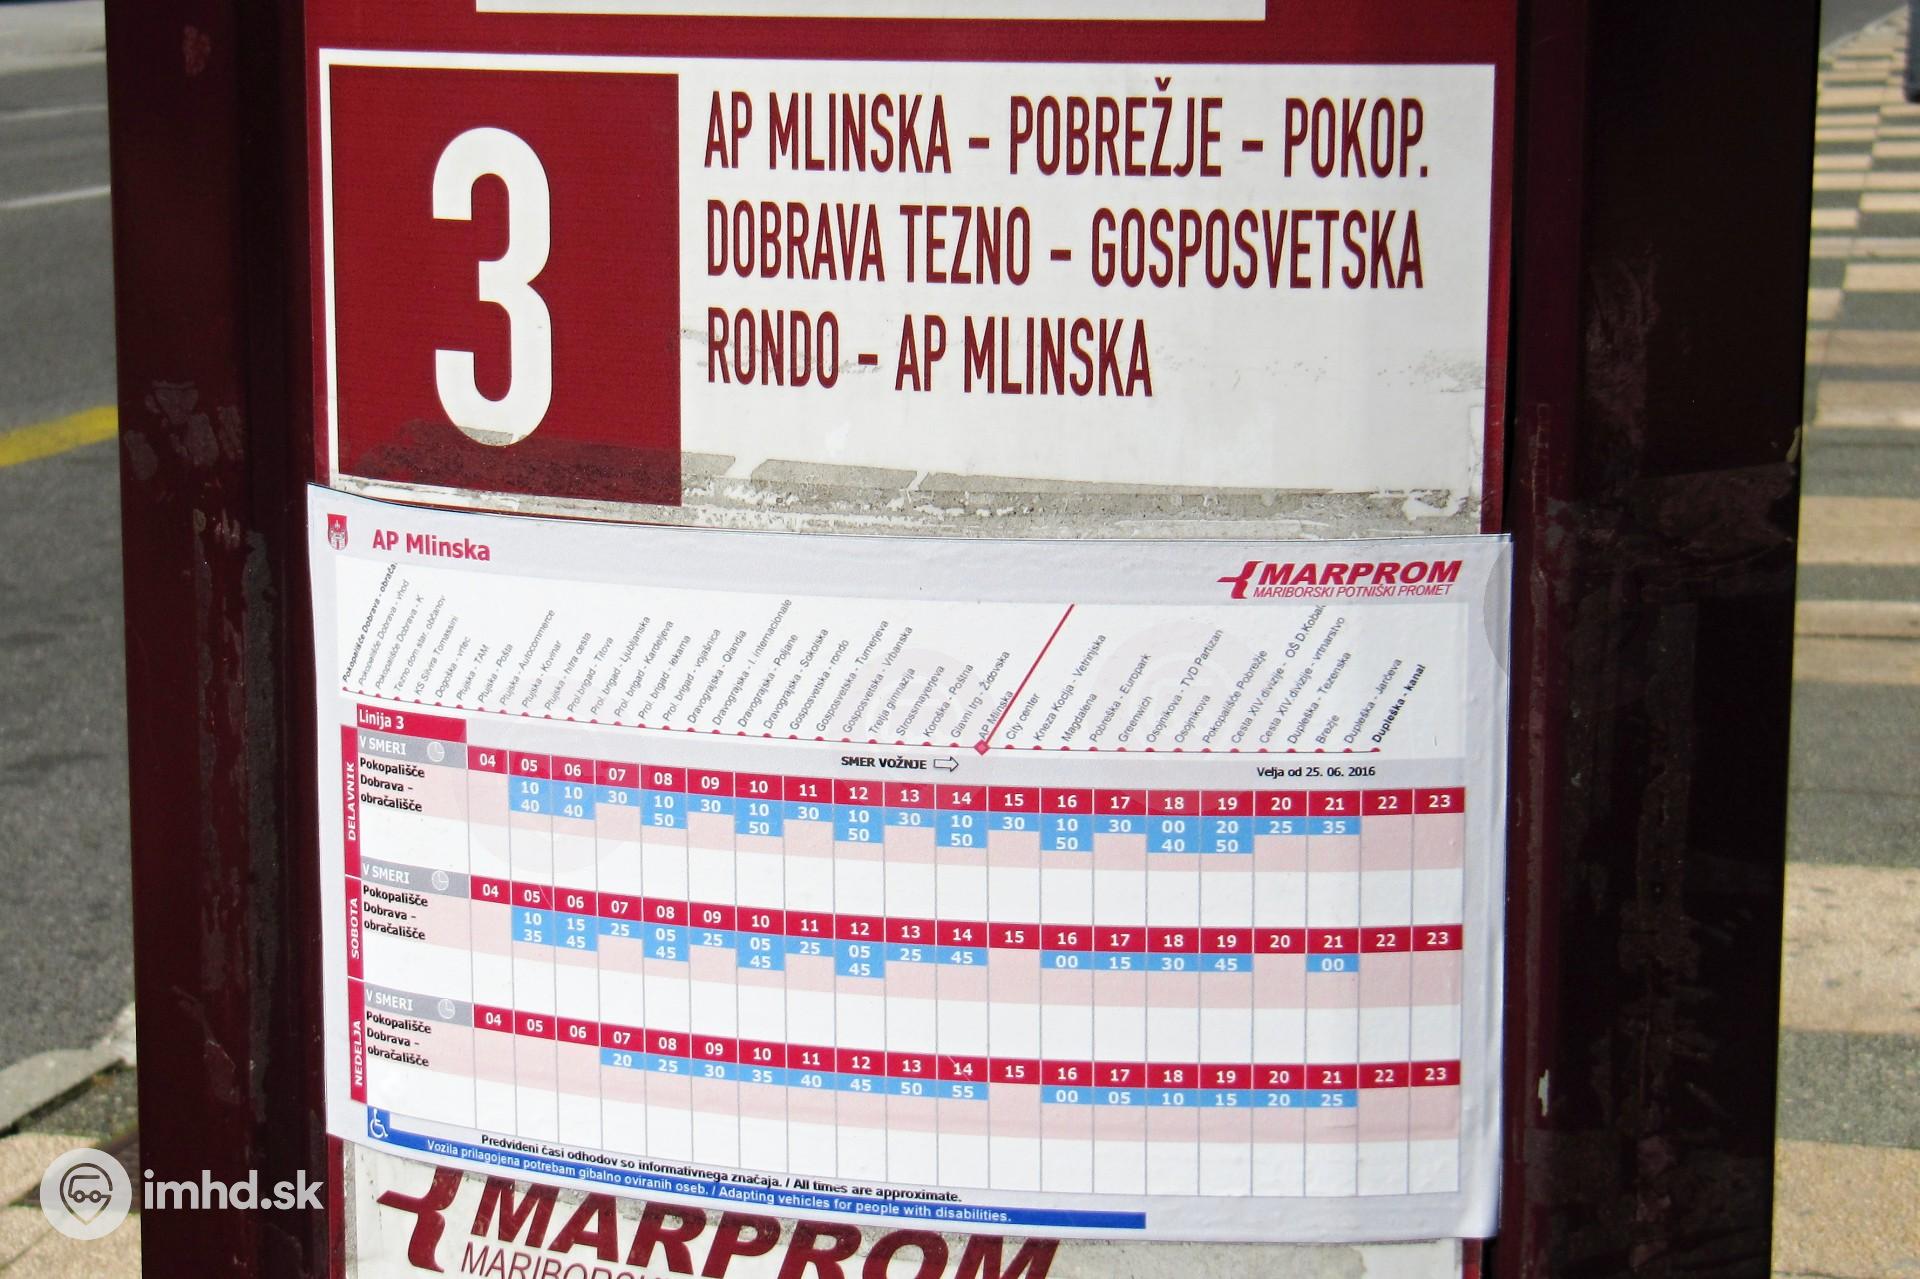 3
AP MLINSKA - POBREŽJE - POKOP.
DOBRAVA TEZNO - GOSPOSVETSKA
RONDO - AP MLINSKA
AP Mlinska
MARPROM
MARIBORSKI POTNIŠKI PROMET
Pokopališče Dobrava - obrača
Pokopališče Dobrava - vhod
Pokopališče Dobrava - K
Tezno dom star. občanov
KS Silvira Tomassini
Dogoška - vrtec
Ptujska - TAM
Ptujska - Pošta
Ptujska - Autocommerce
Ptujska - Kovinar
Ptujska - hitra cesta
Prol. brigad - Titova
Prol. brigad - Ljubljanska
Prol. brigad - Kardeljeva
Prol. brigad - lekarna
Prol. brigad - vojašnica
Dravograjska - Qlandia
Dravograjska - I. internacionale
Dravograjska - Poljane
Dravograjska - Sokolska
Gosposvetska - rondo
Gosposvetska - Turnerjeva
Gosposvetska - Vrbanska
Tretja gimnazija
Strossmayerjeva
Koroška - Poštna
Glavni trg - Židovska
AP Mlinska
City center
Kneza Koclja - Vetrinjska
Magdalena
Pobreška - Europark
Greenwich
Osojnikova - TVD Partizan
Osojnikova
Pokopališče Pobrežje
Cesta XIV. divizije - OŠ D.Kobal
Cesta XIV. divizije - vrtnarstvo
Dupleška - Tezenska
Brezje
Dupleška - Jarčeva
Dupleška - kanal
Linija 3
SMER VOŽNJE
Velja od 25. 06. 2016
DELAVNIK
V SMERI 04 05 06 07 08 09 10 11 12 13 14 15 16 17 18 19 20 21 22 23
Pokopališče
Dobrava -
obračališče
10 10 30 10 30 10 30 10 30 10 30 10 30 00 20 25 35
40 40 50 50 50 50 50 40 50
SOBOTA
V SMERI 04 05 06 07 08 09 10 11 12 13 14 15 16 17 18 19 20 21 22 23
Pokopališče
Dobrava -
obračališče
10 15 25 05 25 05 25 05 25 45 00 15 30 45 00
35 45 45 45 45
NEDELJA
V SMERI 04 05 06 07 08 09 10 11 12 13 14 15 16 17 18 19 20 21 22 23
Pokopališče
Dobrava -
obračališče
20 25 30 35 40 45 50 55 00 05 10 15 20 25
Predvideni časi odhodov so informativnega značaja. / All times are approximate.
Vozila prilagojena potrebam gibalno oviranih oseb. / Adapting vehicles for people with disabilities.
MARPROM
imhd.sk